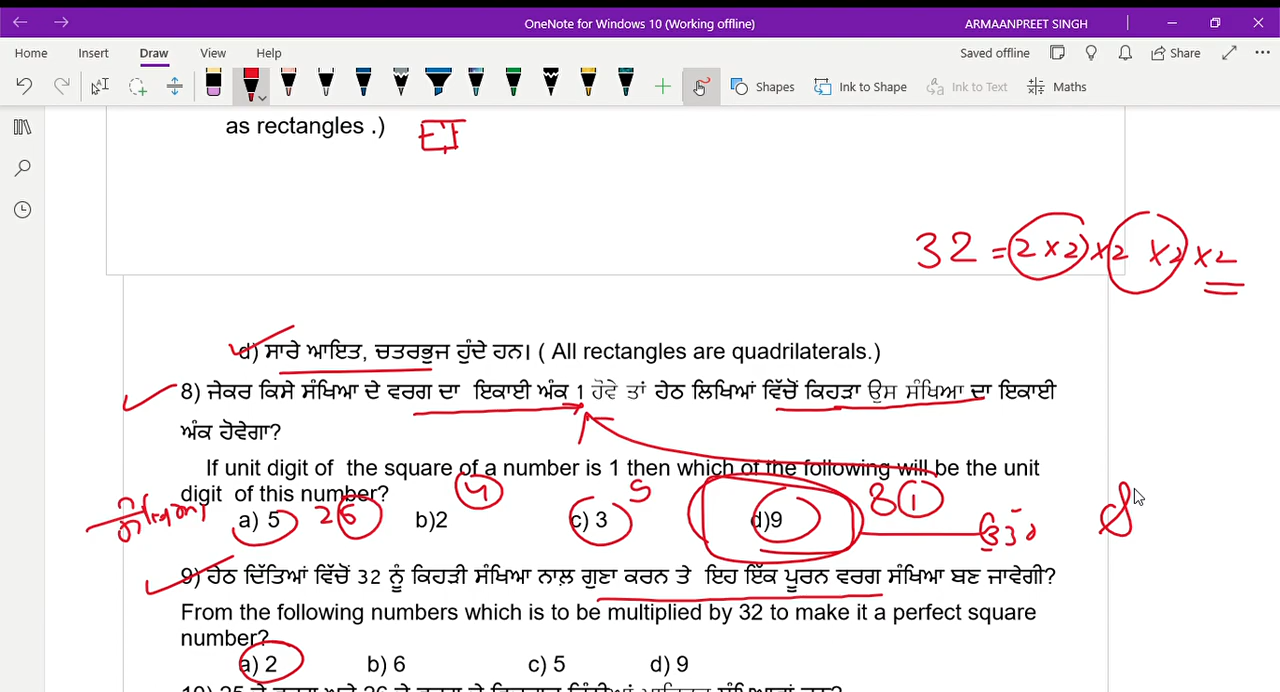 OneNote for Windows 10 (Working offline) ARMAANPREET SINGH
Home Insert Draw View Help Saved offline Share
Shapes Ink to Shape Ink to Text Maths
as rectangles .)
32 = 2 x 2 x 2 x 2 x 2
d) ਸਾਰੇ ਆਇਤ, ਚਤਰਭੁਜ ਹੁੰਦੇ ਹਨ। ( All rectangles are quadrilaterals.)
8) ਜੇਕਰ ਕਿਸੇ ਸੰਖਿਆ ਦੇ ਵਰਗ ਦਾ ਇਕਾਈ ਅੰਕ 1 ਹੋਵੇ ਤਾਂ ਹੇਠ ਲਿਖਿਆਂ ਵਿੱਚੋਂ ਕਿਹੜਾ ਉਸ ਸੰਖਿਆ ਦਾ ਇਕਾਈ
ਅੰਕ ਹੋਵੇਗਾ?
If unit digit of the square of a number is 1 then which of the following will be the unit
digit of this number?
a) 5 b)2 4 c) 3 d)9 81
9) ਹੇਠ ਦਿੱਤਿਆਂ ਵਿੱਚੋਂ 32 ਨੂੰ ਕਿਹੜੀ ਸੰਖਿਆ ਨਾਲ਼ ਗੁਣਾ ਕਰਨ ਤੇ ਇਹ ਇੱਕ ਪੂਰਨ ਵਰਗ ਸੰਖਿਆ ਬਣ ਜਾਵੇਗੀ?
From the following numbers which is to be multiplied by 32 to make it a perfect square
number?
a) 2 b) 6 c) 5 d) 9